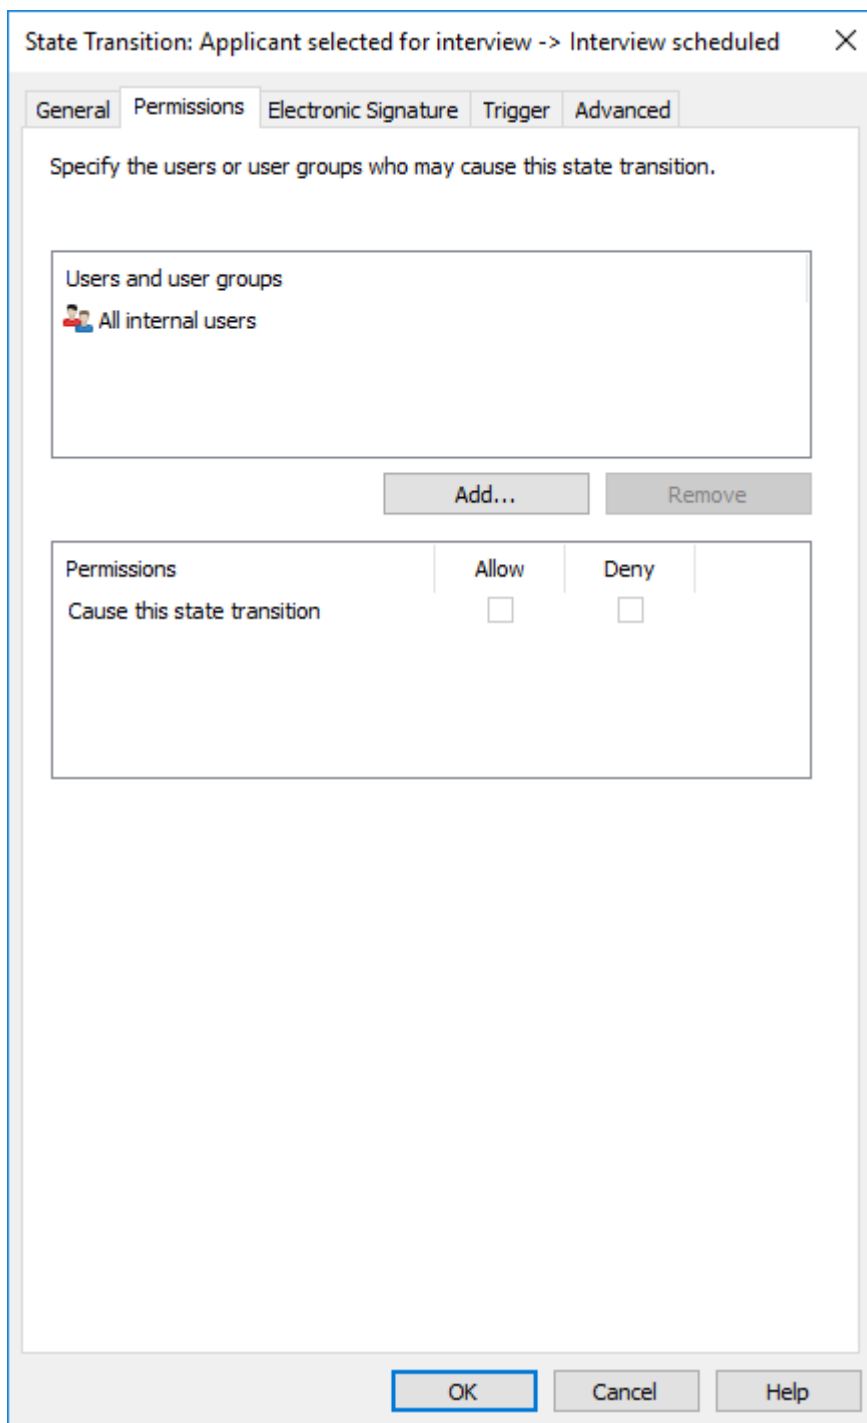 State Transition: Applicant selected for interview -> Interview scheduled
General Permissions Electronic Signature Trigger Advanced
Specify the users or user groups who may cause this state transition.
Users and user groups
All internal users
Add... Remove
Permissions Allow Deny
Cause this state transition
OK Cancel Help